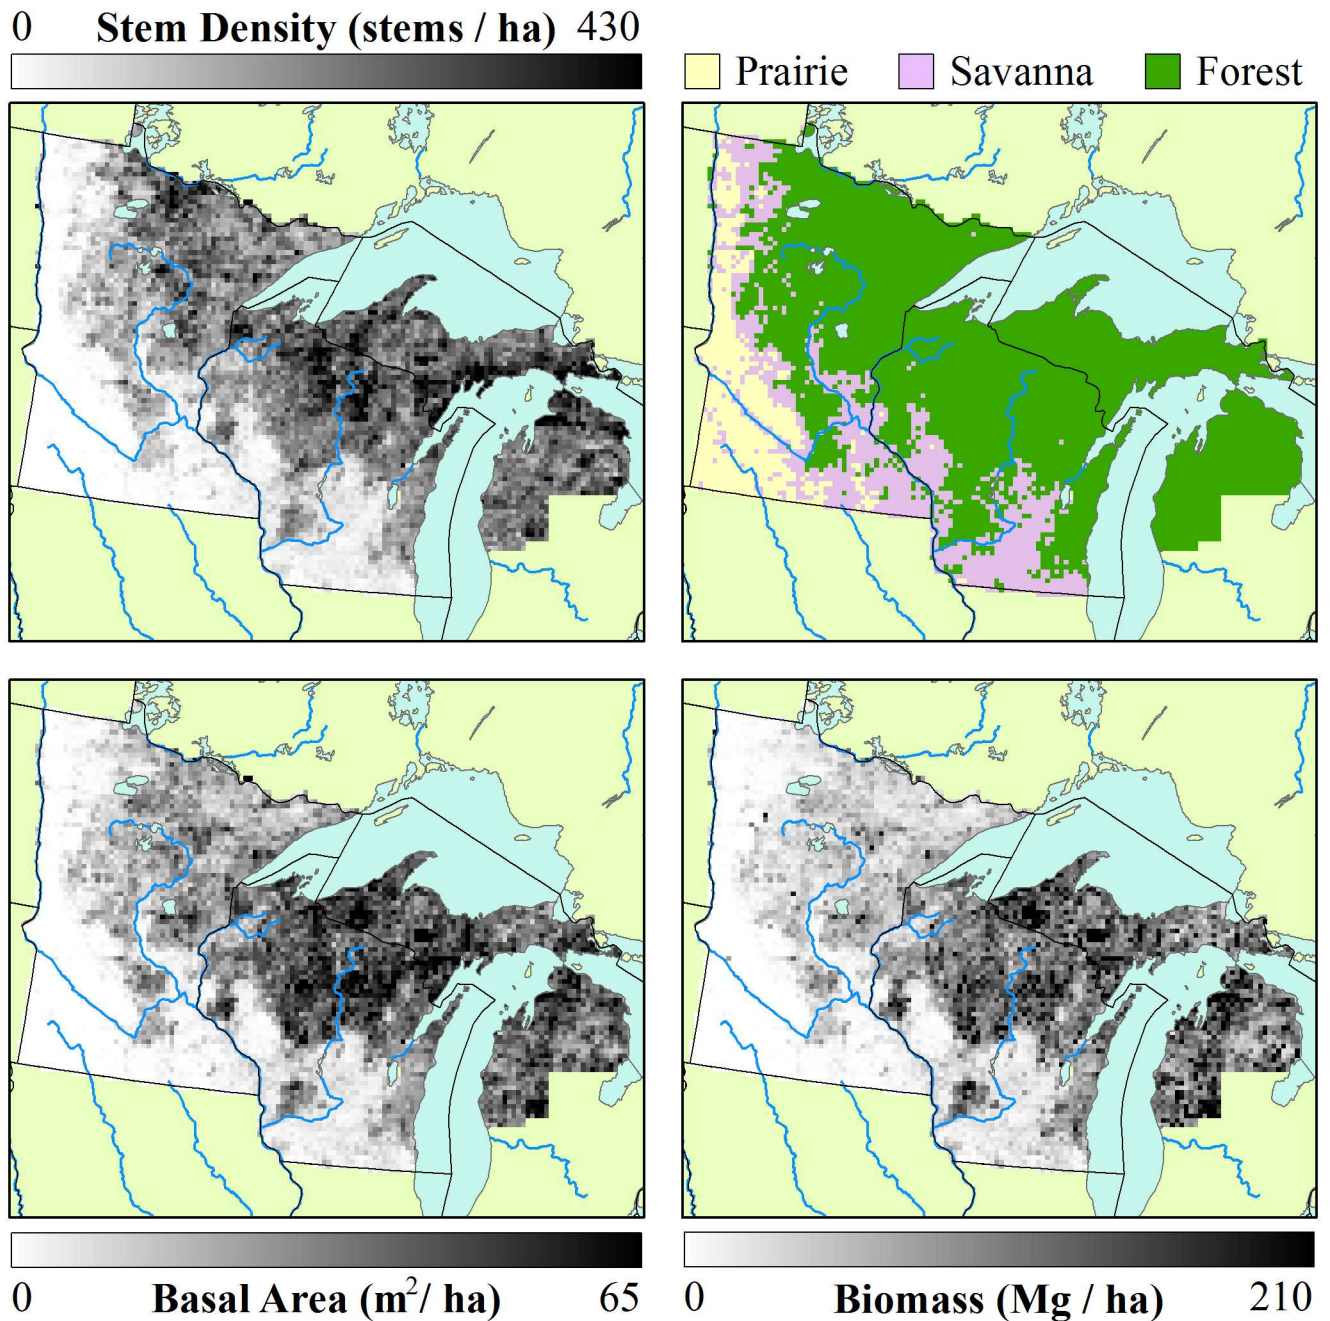 0 Stem Density (stems / ha) 430
Prairie Savanna Forest
0 Basal Area (m²/ ha) 65
0 Biomass (Mg / ha) 210